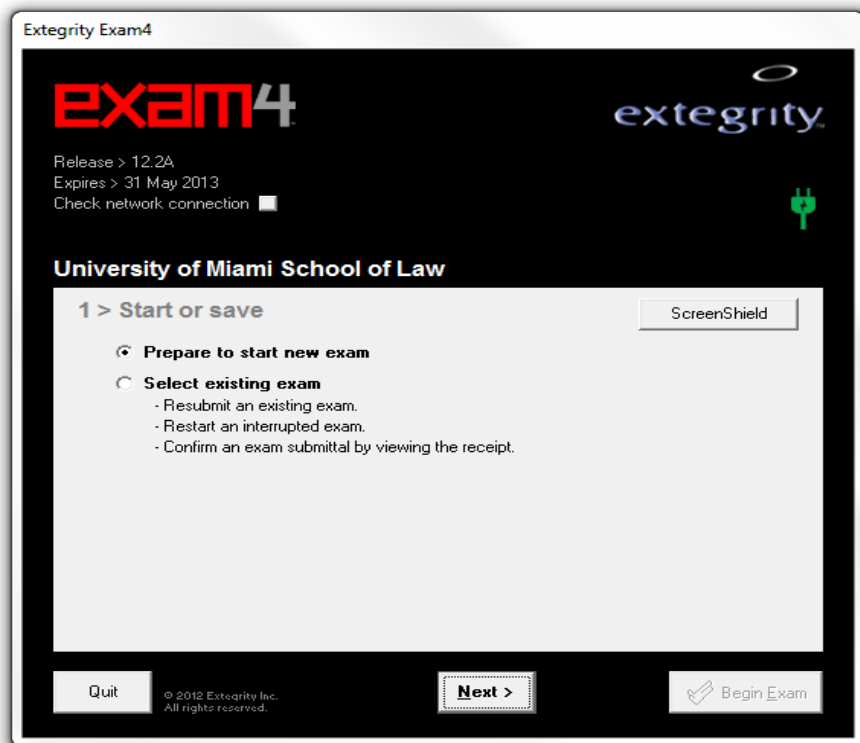 Extegrity Exam4
exam4
extegrity
Release > 12.2A
Expires > 31 May 2013
Check network connection
University of Miami School of Law
1 > Start or save
ScreenShield
Prepare to start new exam
Select existing exam
- Resubmit an existing exam.
- Restart an interrupted exam.
- Confirm an exam submittal by viewing the receipt.
Quit
© 2012 Extegrity Inc.
All rights reserved.
Next >
Begin Exam